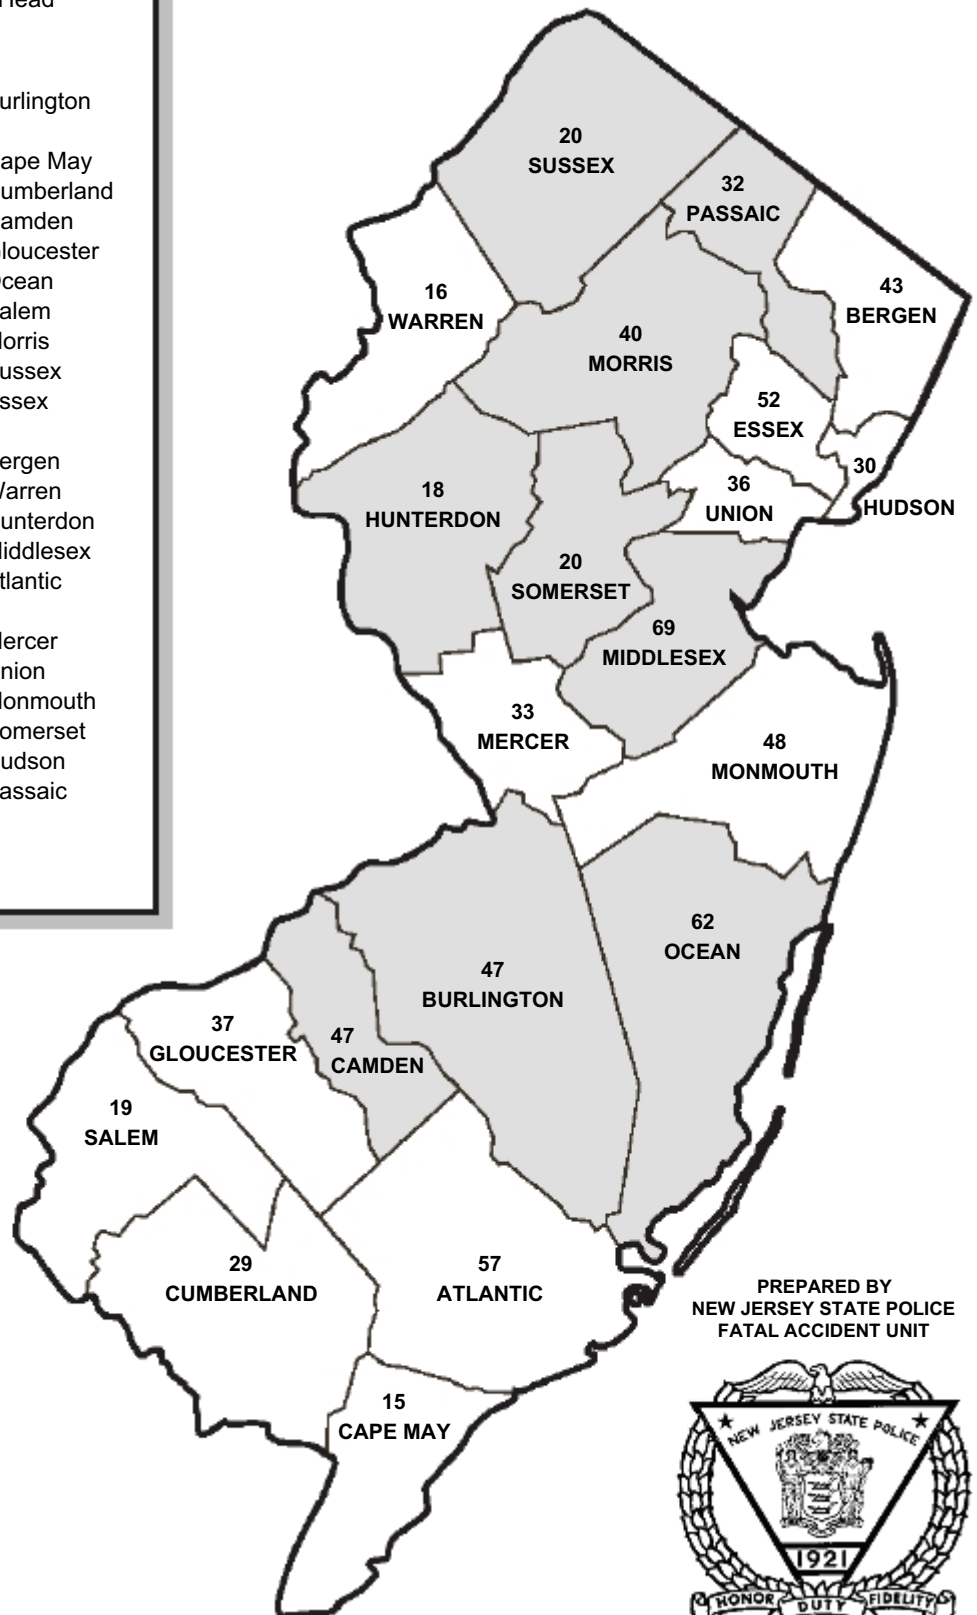 Head
urlington
ape May
umberland
amden
loucester
cean
alem
orris
ussex
ssex
ergen
arren
unterdon
iddlesex
tlantic
ercer
nion
onmouth
omerset
udson
assaic
20
SUSSEX
32
PASSAIC
16
WARREN
43
BERGEN
40
MORRIS
52
ESSEX
30
HUDSON
36
UNION
18
HUNTERDON
20
SOMERSET
69
MIDDLESEX
33
MERCER
48
MONMOUTH
62
OCEAN
47
BURLINGTON
37
GLOUCESTER
47
CAMDEN
19
SALEM
29
CUMBERLAND
57
ATLANTIC
15
CAPE MAY
PREPARED BY
NEW JERSEY STATE POLICE
FATAL ACCIDENT UNIT
NEW JERSEY STATE POLICE
1921
HONOR DUTY FIDELITY